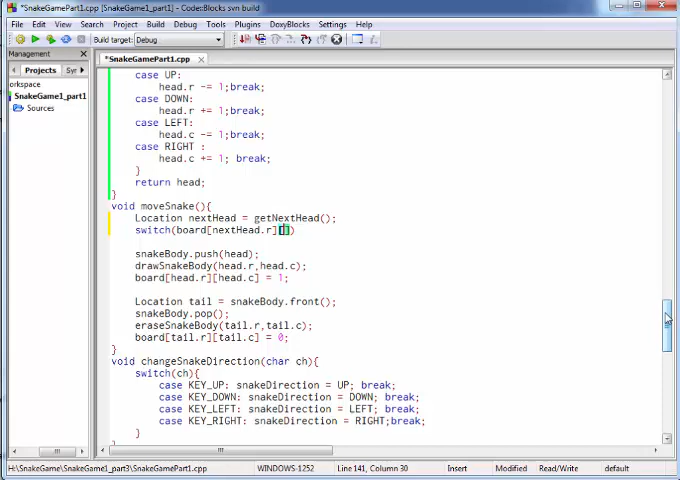 *SnakeGamePart1.cpp [SnakeGame1_part1] - Code::Blocks svn build
File Edit View Search Project Build Debug Tools Plugins DoxyBlocks Settings Help
Build target: Debug
Management
Projects Sy
*SnakeGamePart1.cpp
orkspace
SnakeGame1_part1
Sources
case UP:
head.r -= 1;break;
case DOWN:
head.r += 1;break;
case LEFT:
head.c -= 1;break;
case RIGHT :
head.c += 1; break;
}
return head;
}
void moveSnake(){
Location nextHead = getNextHead();
switch(board[nextHead.r][])
snakeBody.push(head);
drawSnakeBody(head.r,head.c);
board[head.r][head.c] = 1;
Location tail = snakeBody.front();
snakeBody.pop();
eraseSnakeBody(tail.r,tail.c);
board[tail.r][tail.c] = 0;
}
void changeSnakeDirection(char ch){
switch(ch){
case KEY_UP: snakeDirection = UP; break;
case KEY_DOWN: snakeDirection = DOWN; break;
case KEY_LEFT: snakeDirection = LEFT; break;
case KEY_RIGHT: snakeDirection = RIGHT;break;
}
H:\SnakeGame\SnakeGame1_part3\SnakeGamePart1.cpp WINDOWS-1252 Line 141, Column 30 Insert Modified Read/Write default